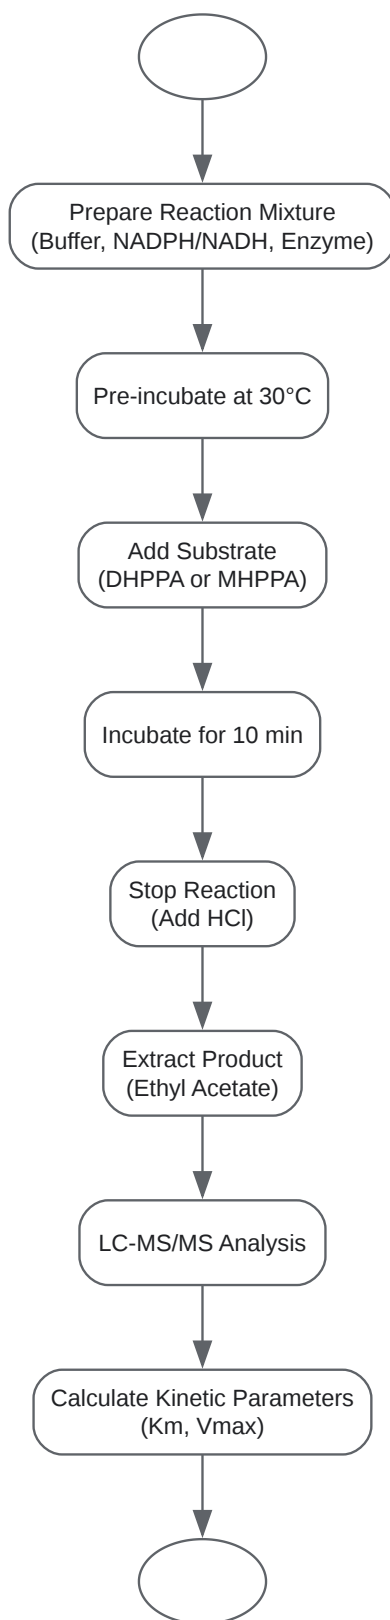 Prepare Reaction Mixture
(Buffer, NADPH/NADH, Enzyme)
Pre-incubate at 30°C
Add Substrate
(DHPPA or MHPPA)
Incubate for 10 min
Stop Reaction
(Add HCl)
Extract Product
(Ethyl Acetate)
LC-MS/MS Analysis
Calculate Kinetic Parameters
(Km, Vmax)